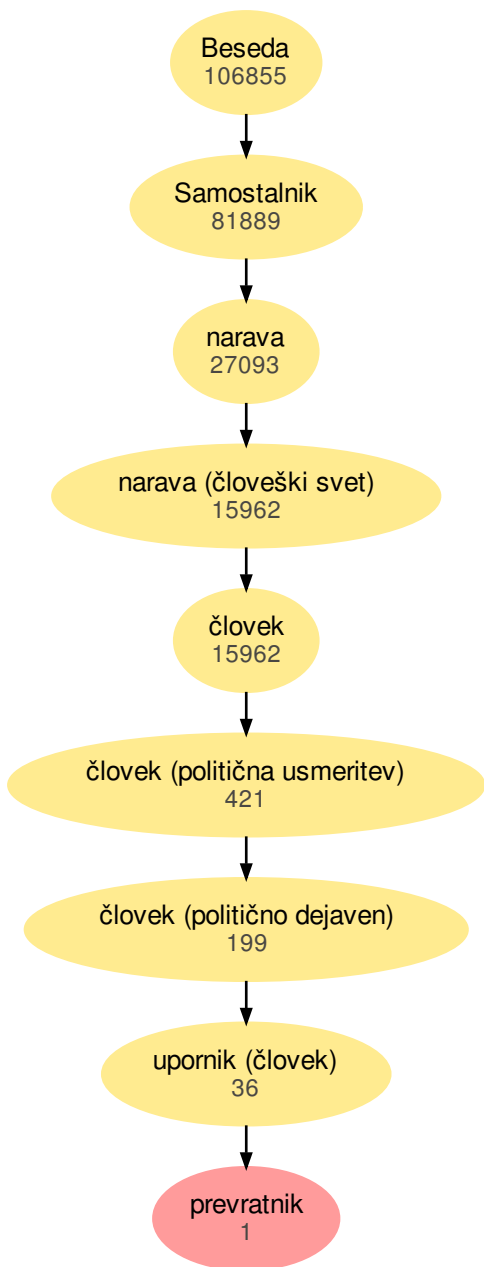 Beseda
106855
Samostalnik
81889
narava
27093
narava (človeški svet)
15962
človek
15962
človek (politična usmeritev)
421
človek (politično dejaven)
199
upornik (človek)
36
prevratnik
1